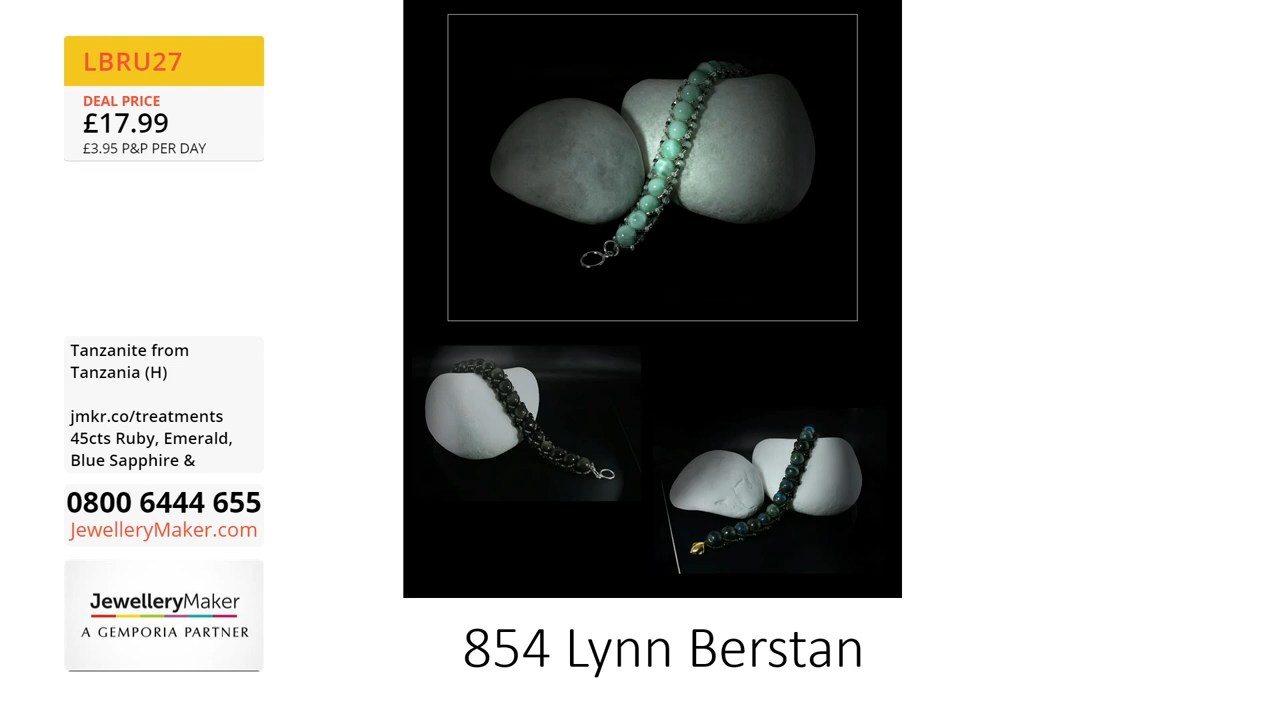 LBRU27
DEAL PRICE
£17.99
£3.95 P&P PER DAY
Tanzanite from
Tanzania (H)
jmkr.co/treatments
45cts Ruby, Emerald,
Blue Sapphire &
0800 6444 655
JewelleryMaker.com
JewelleryMaker
A GEMPORIA PARTNER
854 Lynn Berstan